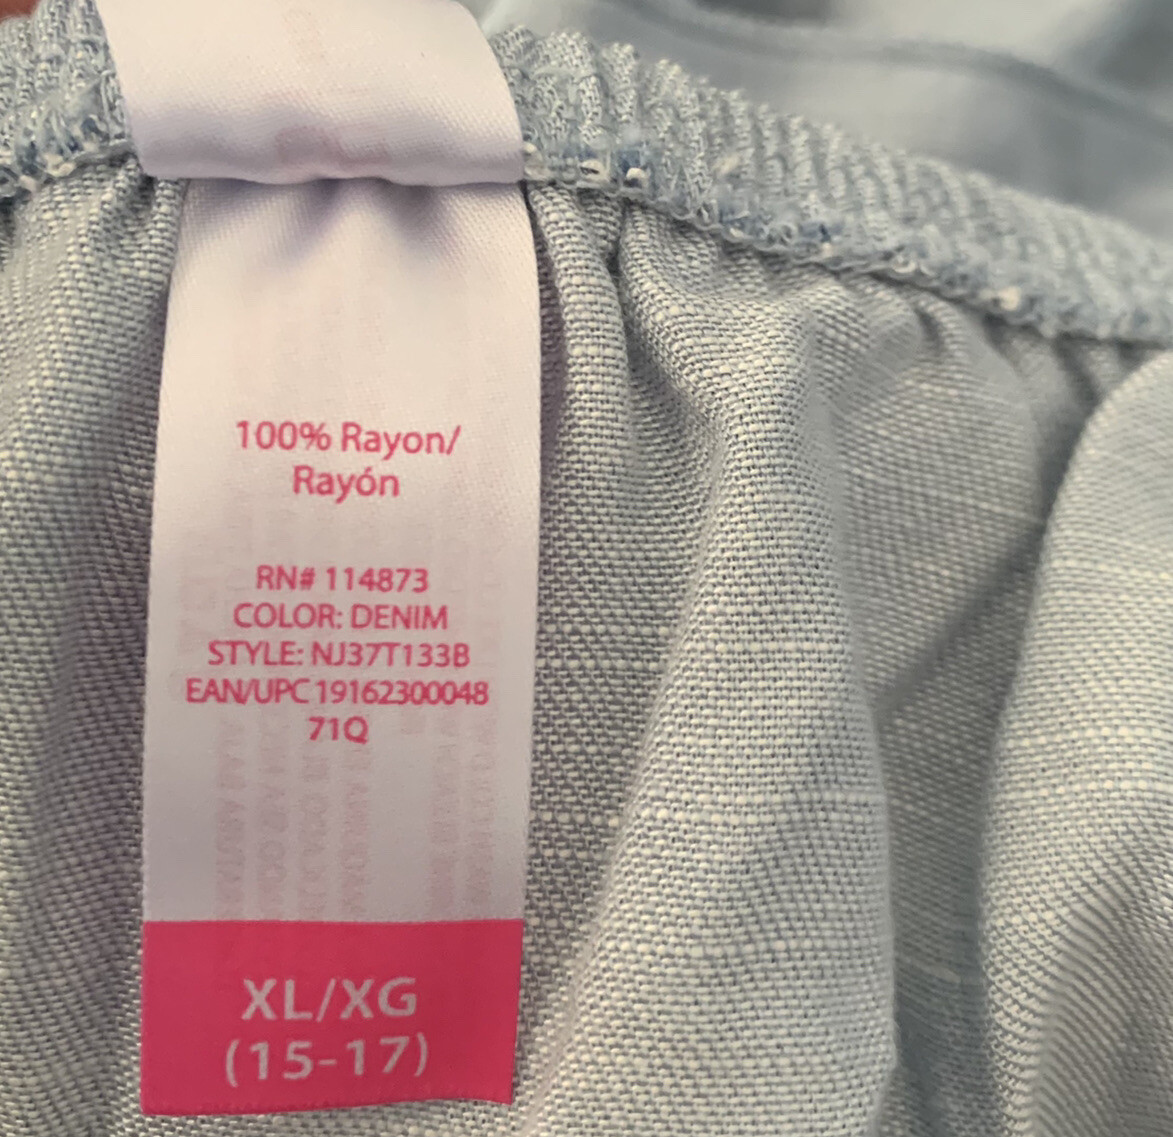 100% Rayon/
Rayón
RN# 114873
COLOR: DENIM
STYLE: NJ37T133B
EAN/UPC 19162300048
71Q
XL/XG
(15-17)